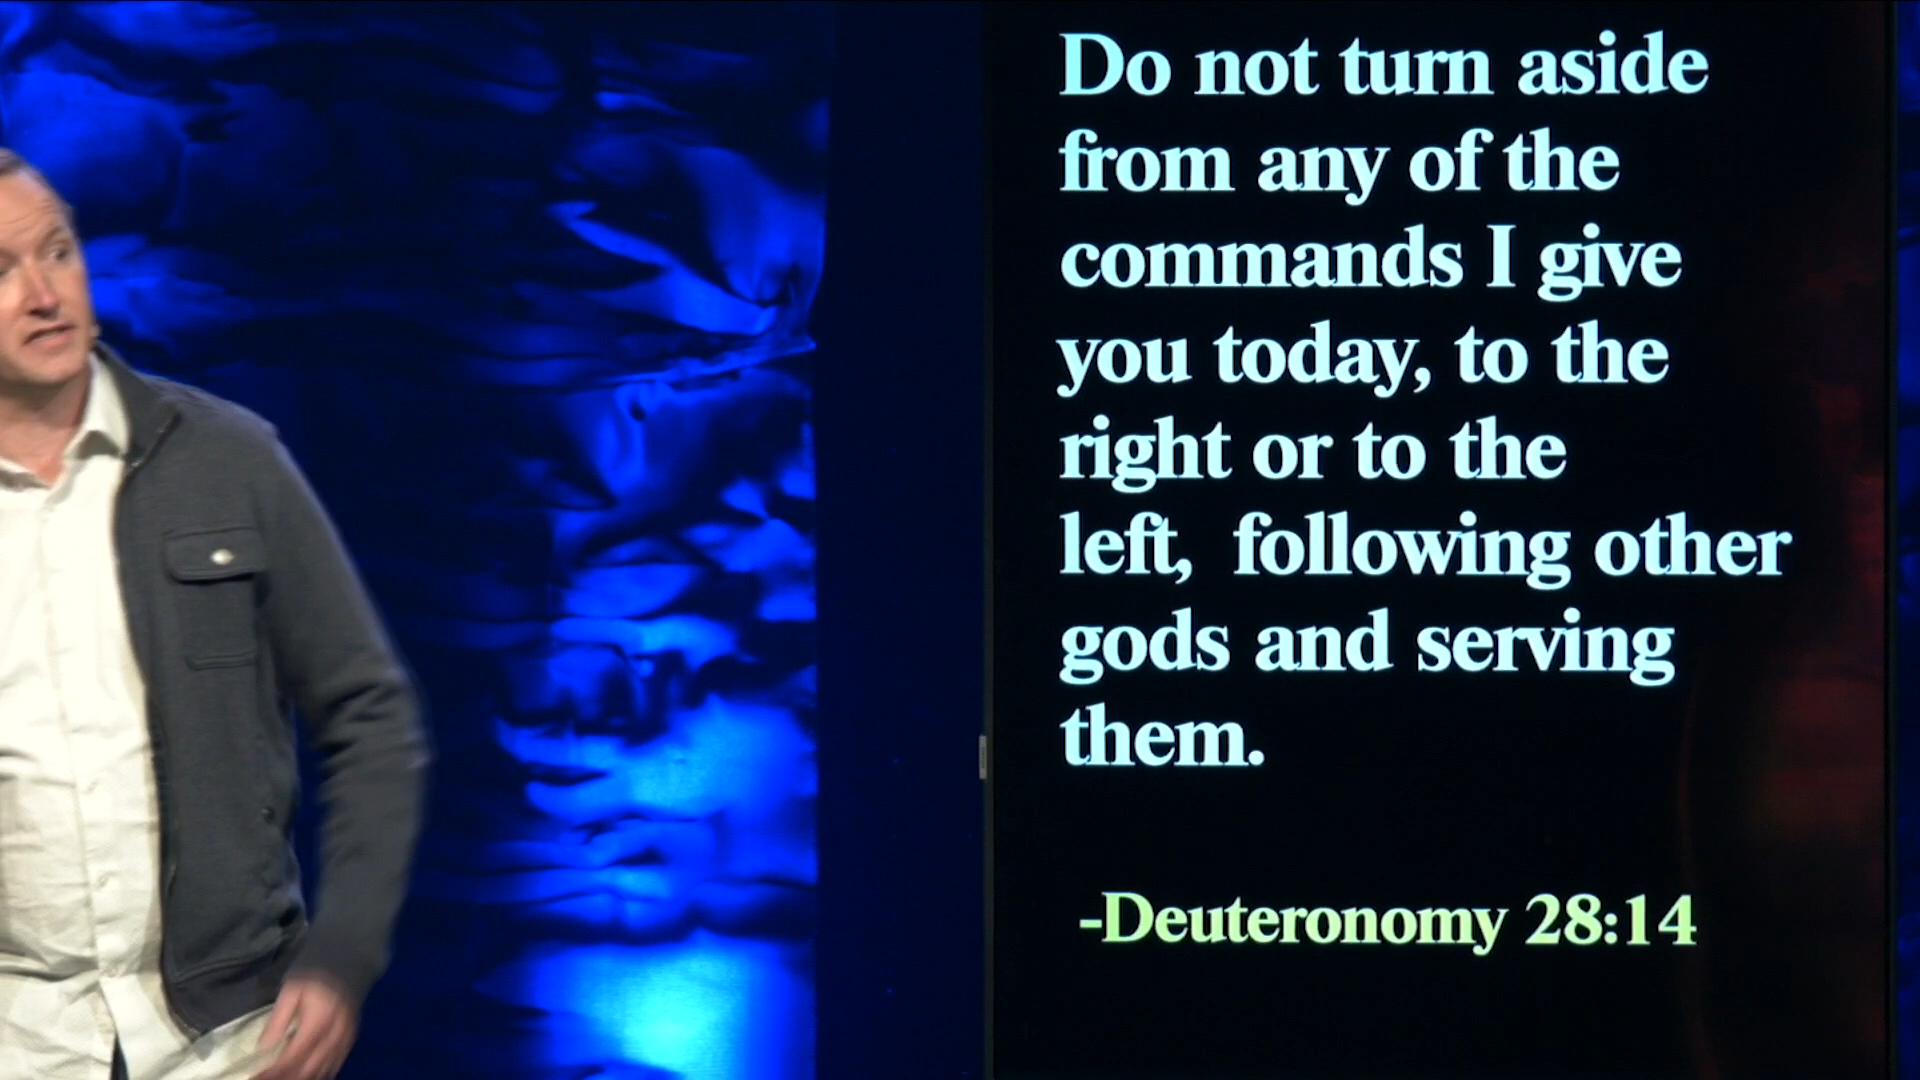 Do not turn aside
from any of the
commands I give
you today, to the
right or to the
left,  following other
gods and serving
them.
-Deuteronomy 28:14